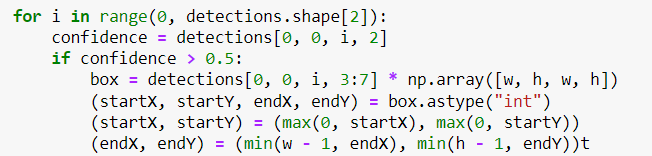 for i in range(0, detections.shape[2]):
    confidence = detections[0, 0, i, 2]
    if confidence > 0.5:
        box = detections[0, 0, i, 3:7] * np.array([w, h, w, h])
        (startX, startY, endX, endY) = box.astype("int")
        (startX, startY) = (max(0, startX), max(0, startY))
        (endX, endY) = (min(w - 1, endX), min(h - 1, endY))t